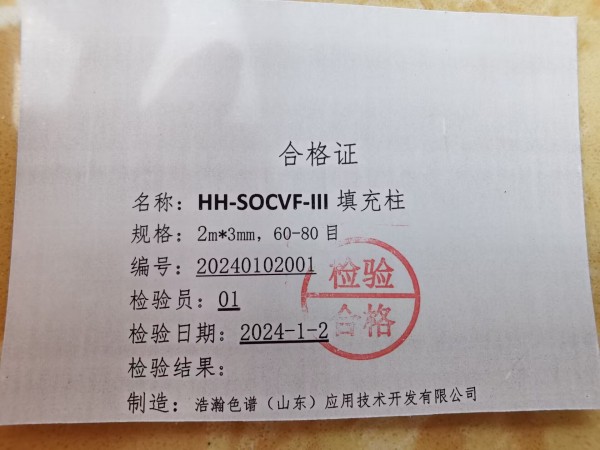 合格证
名称：HH-SOCVF-III 填充柱
规格：2m*3mm，60-80 目
编号：20240102001
检验员：01
检验日期：2024-1-2
检验结果：
检验
合格
制造：浩瀚色谱（山东）应用技术开发有限公司